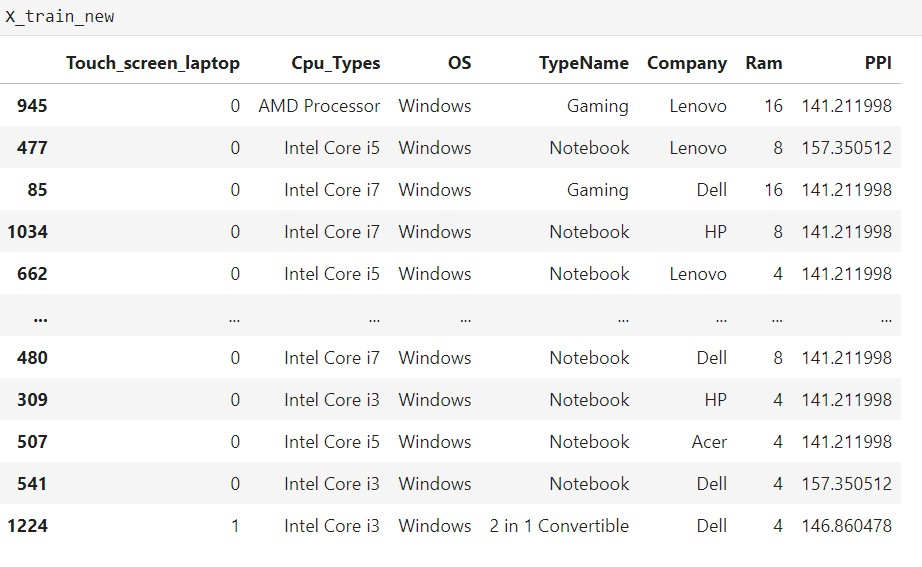 X_train_new
Touch_screen_laptop Cpu_Types OS TypeName Company Ram PPI
945 0 AMD Processor Windows Gaming Lenovo 16 141.211998
477 0 Intel Core i5 Windows Notebook Lenovo 8 157.350512
85 0 Intel Core i7 Windows Gaming Dell 16 141.211998
1034 0 Intel Core i7 Windows Notebook HP 8 141.211998
662 0 Intel Core i5 Windows Notebook Lenovo 4 141.211998
... ... ... ... ... ... ... ...
480 0 Intel Core i7 Windows Notebook Dell 8 141.211998
309 0 Intel Core i3 Windows Notebook HP 4 141.211998
507 0 Intel Core i5 Windows Notebook Acer 4 141.211998
541 0 Intel Core i3 Windows Notebook Dell 4 157.350512
1224 1 Intel Core i3 Windows 2 in 1 Convertible Dell 4 146.860478